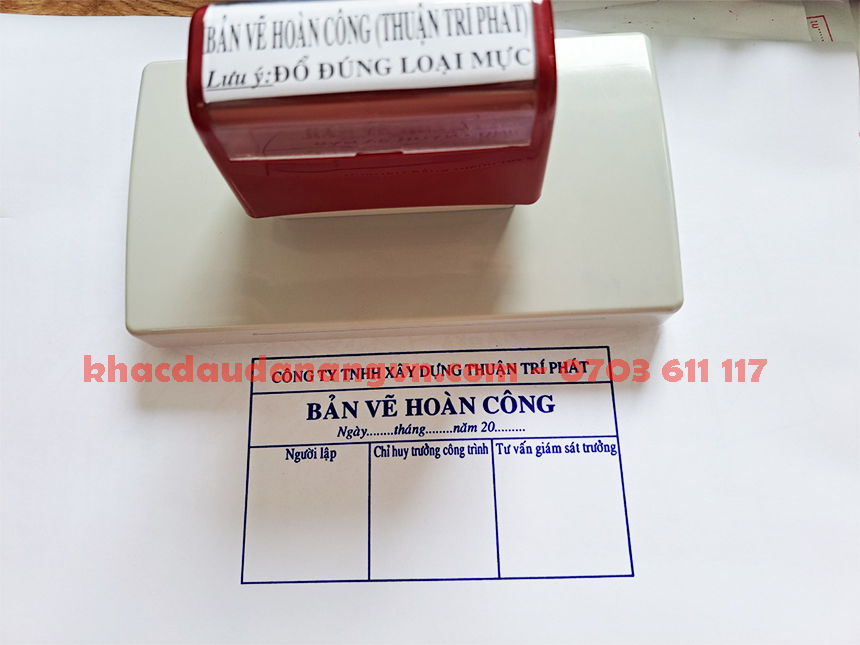 BẢN VẼ HOÀN CÔNG (THUẬN TRÍ PHÁT)
Lưu ý: ĐỔ ĐÚNG LOẠI MỰC
khacdaudanangvn.com - 0703 611 117
CÔNG TY TNHH XÂY DỰNG THUẬN TRÍ PHÁT
BẢN VẼ HOÀN CÔNG
Ngày........tháng........năm 20.........
Người lập
Chỉ huy trưởng công trình
Tư vấn giám sát trưởng